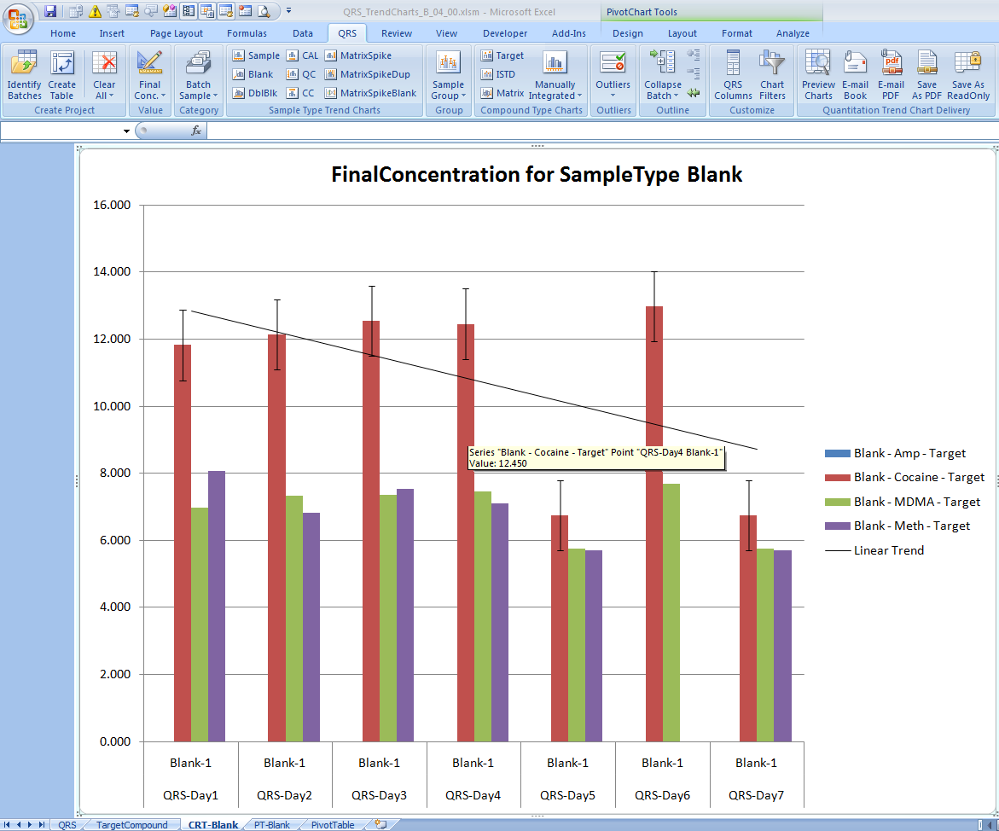 QRS_TrendCharts_B_04_00.xlsm - Microsoft Excel
PivotChart Tools
Home Insert Page Layout Formulas Data QRS Review View Developer Add-Ins Design Layout Format Analyze
Sample CAL MatrixSpike Target
Blank QC MatrixSpikeDup ISTD
DblBlk CC MatrixSpikeBlank Matrix
Identify Batches
Create Table
Clear All
Final Conc.
Batch Sample
Sample Group
Manually Integrated
Outliers
Collapse Batch
QRS Columns
Chart Filters
Preview Charts
E-mail Book
E-mail PDF
Save As PDF
Save As ReadOnly
Create Project Value Category Sample Type Trend Charts Group Compound Type Charts Outliers Outline Customize Quantitation Trend Chart Delivery
fx
FinalConcentration for SampleType Blank
16.000
14.000
12.000
10.000
8.000
6.000
4.000
2.000
0.000
Series "Blank - Cocaine - Target" Point "QRS-Day4 Blank-1"
Value: 12.450
Blank - Amp - Target
Blank - Cocaine - Target
Blank - MDMA - Target
Blank - Meth - Target
Linear Trend
Blank-1 Blank-1 Blank-1 Blank-1 Blank-1 Blank-1 Blank-1
QRS-Day1 QRS-Day2 QRS-Day3 QRS-Day4 QRS-Day5 QRS-Day6 QRS-Day7
QRS TargetCompound CRT-Blank PT-Blank PivotTable